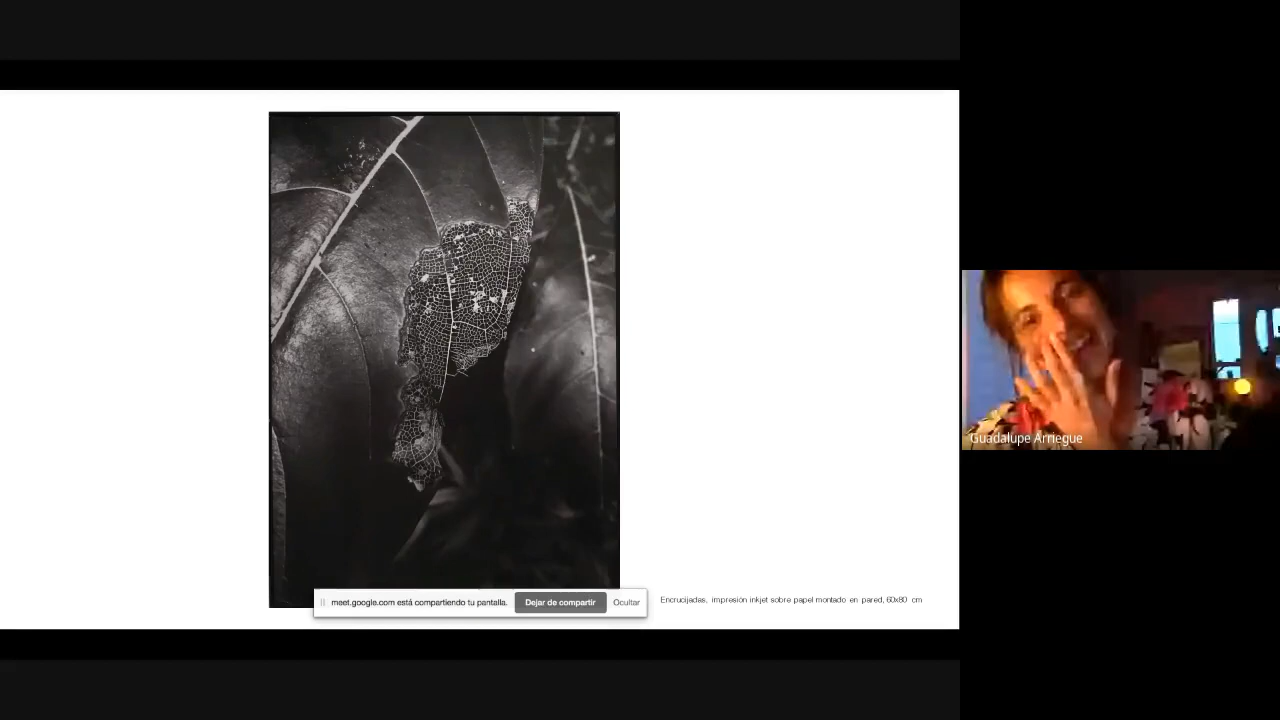 Guadalupe Arriegue
meet.google.com está compartiendo tu pantalla. Dejar de compartir Ocultar
Encrucijadas, impresión inkjet sobre papel montado en pared, 60x80 cm